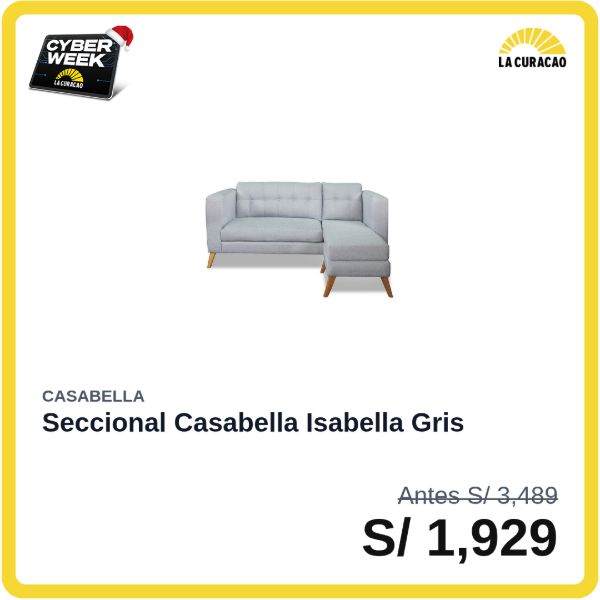 CYBER
WEEK
LA CURACAO
LA CURACAO
CASABELLA
Seccional Casabella Isabella Gris
Antes S/ 3,489
S/ 1,929